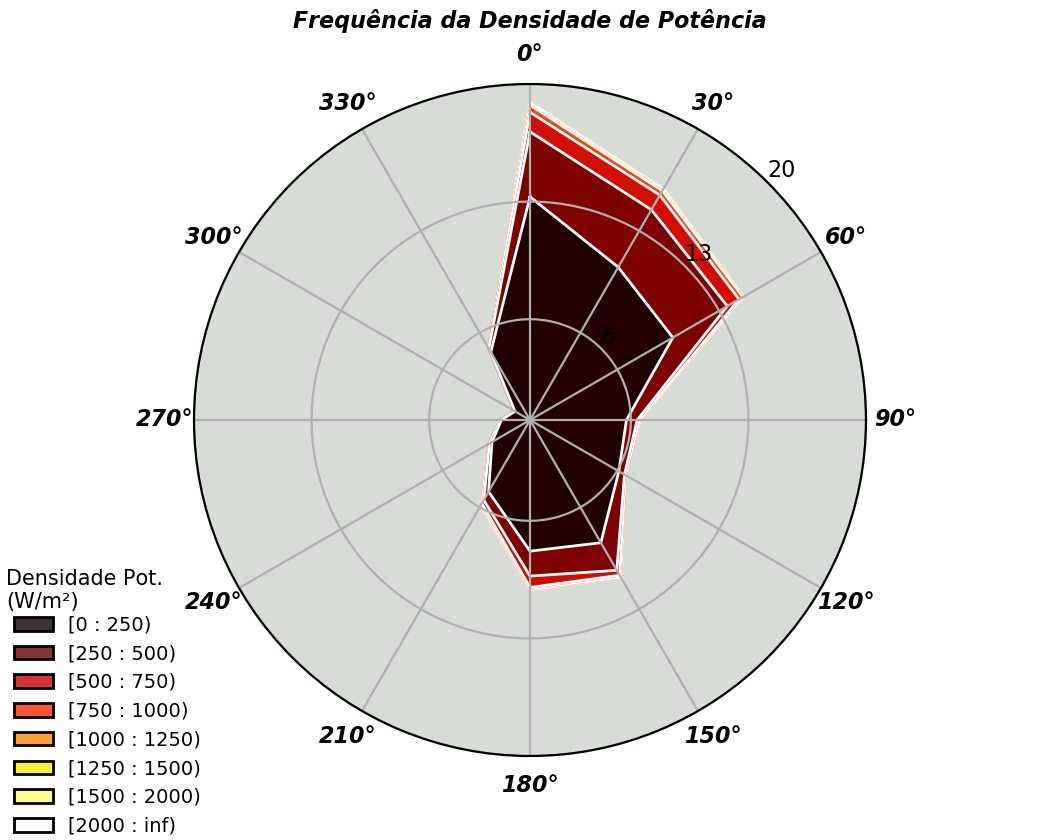 Frequência da Densidade de Potência
0°
330°
30°
20
300°
60°
13
6
270°
90°
Densidade Pot.
(W/m²)
240°
120°
[0 : 250)
[250 : 500)
[500 : 750)
[750 : 1000)
[1000 : 1250)
[1250 : 1500)
[1500 : 2000)
[2000 : inf)
210°
150°
180°